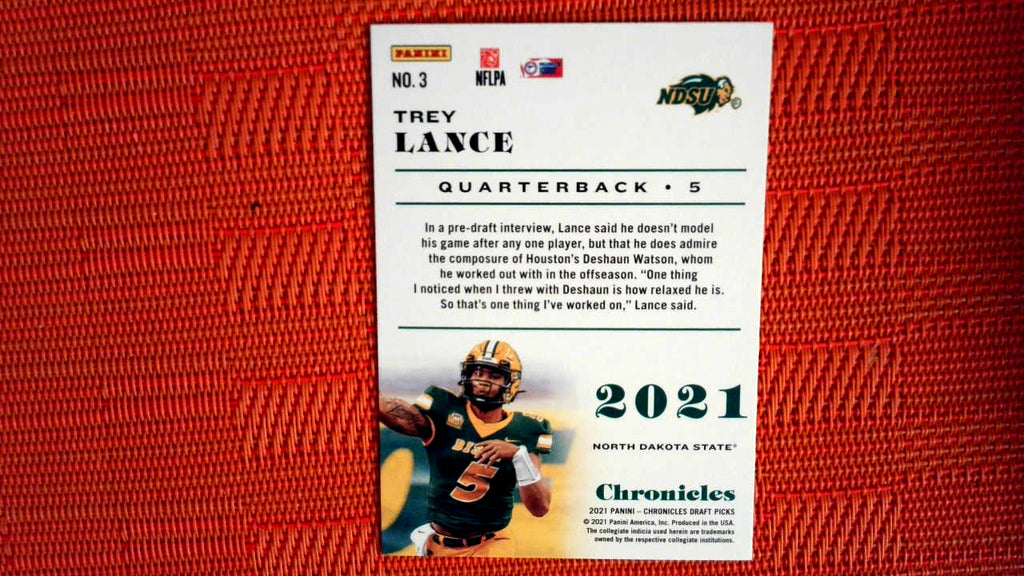 PANINI
NO. 3
NFLPA
NDSU
TREY
LANCE
QUARTERBACK • 5
In a pre-draft interview, Lance said he doesn't model
his game after any one player, but that he does admire
the composure of Houston's Deshaun Watson, whom
he worked out with in the offseason. “One thing
I noticed when I threw with Deshaun is how relaxed he is.
So that's one thing I've worked on,” Lance said.
5
2021
NORTH DAKOTA STATE®
Chronicles
2021 PANINI – CHRONICLES DRAFT PICKS
© 2021 Panini America, Inc. Produced in the USA.
The collegiate indicia used herein are trademarks
owned by the respective collegiate institutions.